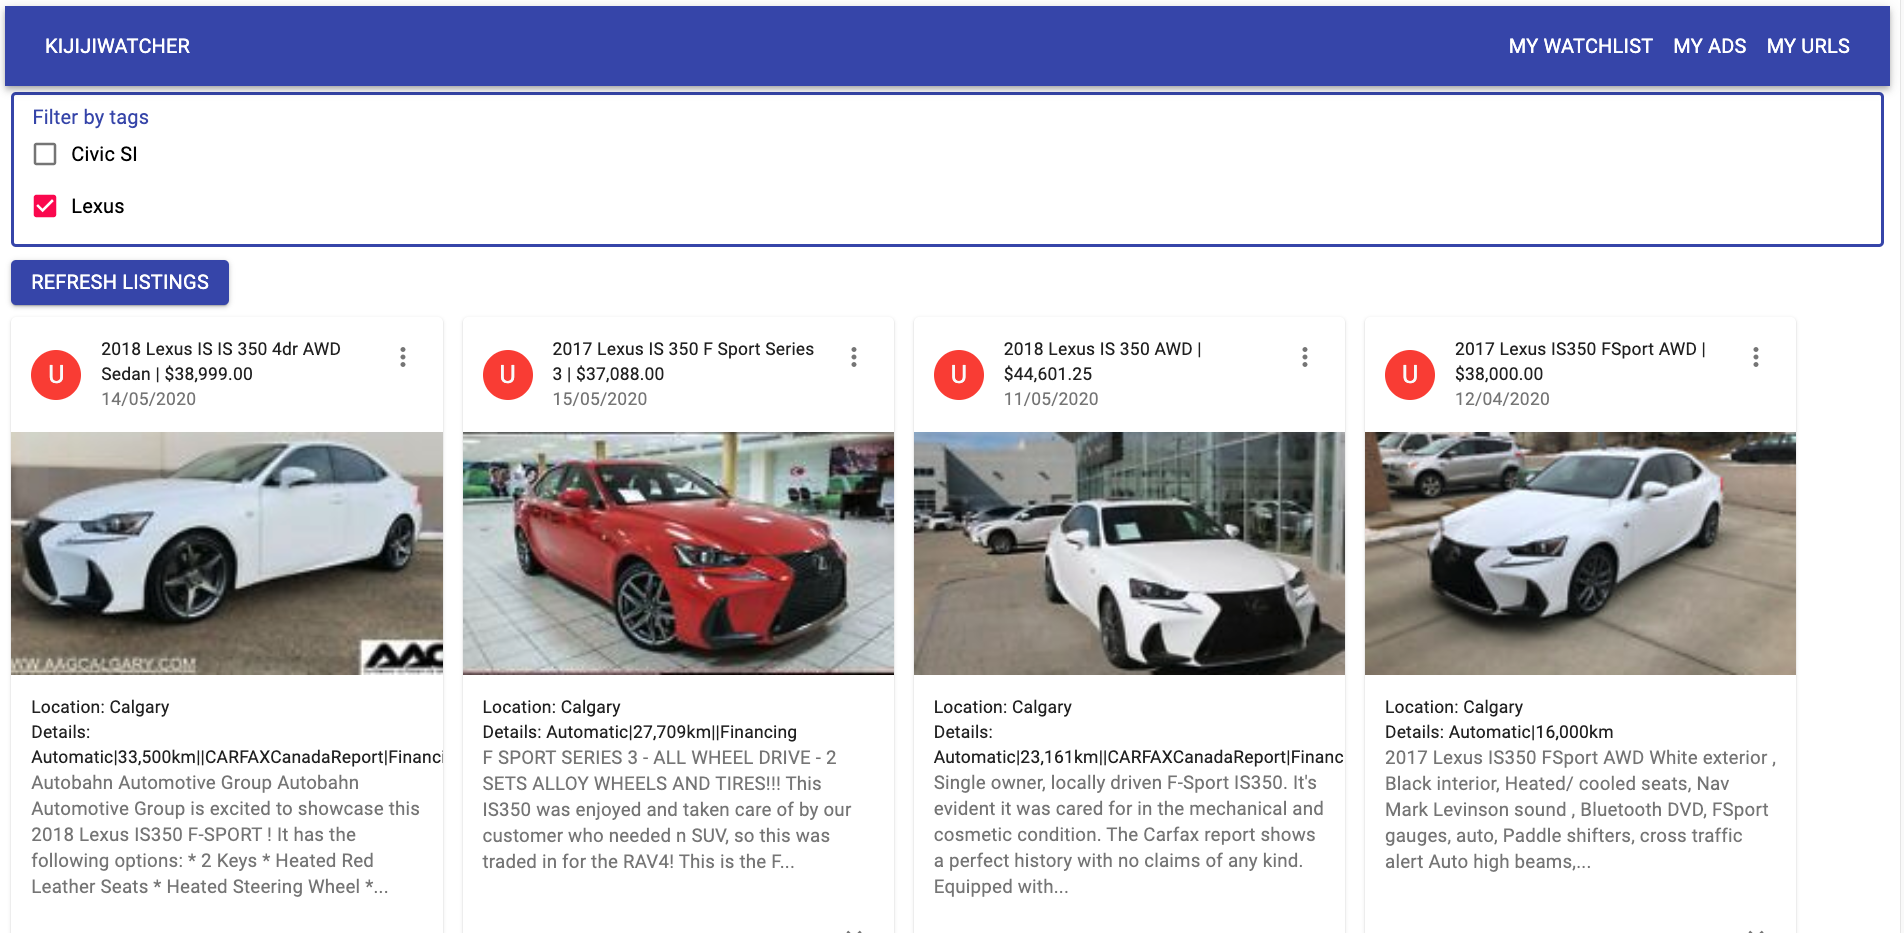 KIJIJIWATCHER
MY WATCHLIST MY ADS MY URLS
Filter by tags
Civic SI
Lexus
REFRESH LISTINGS
U
2018 Lexus IS IS 350 4dr AWD
Sedan | $38,999.00
14/05/2020
WW.AAGCALGARY.COM
Location: Calgary
Details:
Automatic|33,500km||CARFAXCanadaReport|Financi
Autobahn Automotive Group Autobahn
Automotive Group is excited to showcase this
2018 Lexus IS350 F-SPORT ! It has the
following options: * 2 Keys * Heated Red
Leather Seats * Heated Steering Wheel *...
U
2017 Lexus IS 350 F Sport Series
3 | $37,088.00
15/05/2020
Location: Calgary
Details: Automatic|27,709km||Financing
F SPORT SERIES 3 - ALL WHEEL DRIVE - 2
SETS ALLOY WHEELS AND TIRES!!! This
IS350 was enjoyed and taken care of by our
customer who needed n SUV, so this was
traded in for the RAV4! This is the F...
U
2018 Lexus IS 350 AWD |
$44,601.25
11/05/2020
Location: Calgary
Details:
Automatic|23,161km||CARFAXCanadaReport|Financ
Single owner, locally driven F-Sport IS350. It's
evident it was cared for in the mechanical and
cosmetic condition. The Carfax report shows
a perfect history with no claims of any kind.
Equipped with...
U
2017 Lexus IS350 FSport AWD |
$38,000.00
12/04/2020
Location: Calgary
Details: Automatic|16,000km
2017 Lexus IS350 FSport AWD White exterior ,
Black interior, Heated/ cooled seats, Nav
Mark Levinson sound , Bluetooth DVD, FSport
gauges, auto, Paddle shifters, cross traffic
alert Auto high beams,...